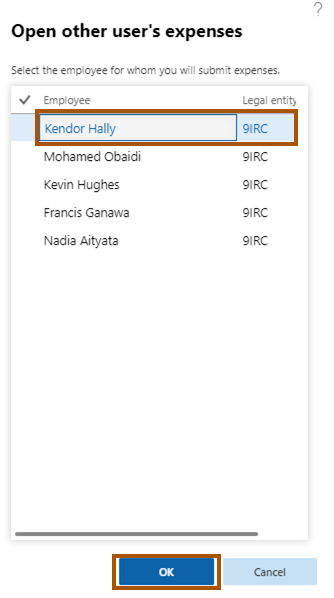 ?
Open other user's expenses
Select the employee for whom you will submit expenses.
Employee Legal entity
Kendor Hally 9IRC
Mohamed Obaidi 9IRC
Kevin Hughes 9IRC
Francis Ganawa 9IRC
Nadia Aityata 9IRC
OK Cancel